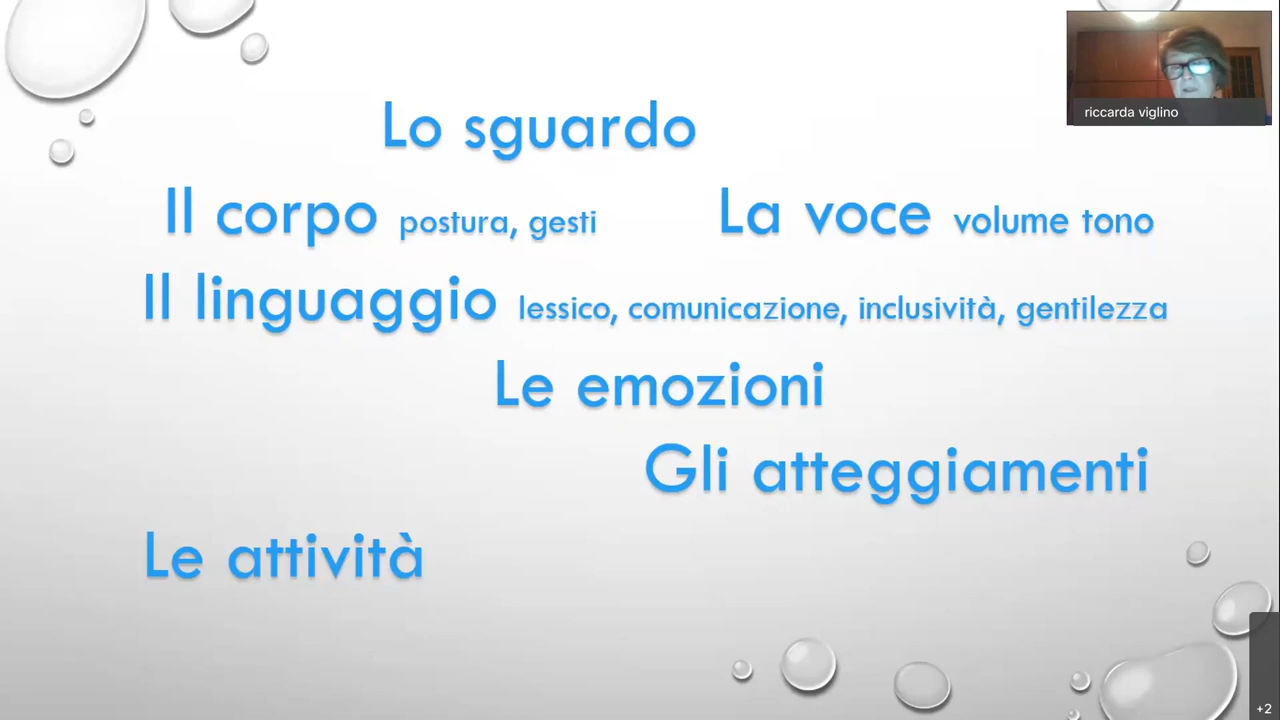 riccarda viglino
Lo sguardo
Il corpo postura, gesti La voce volume tono
Il linguaggio lessico, comunicazione, inclusività, gentilezza
Le emozioni
Gli atteggiamenti
Le attività
+2